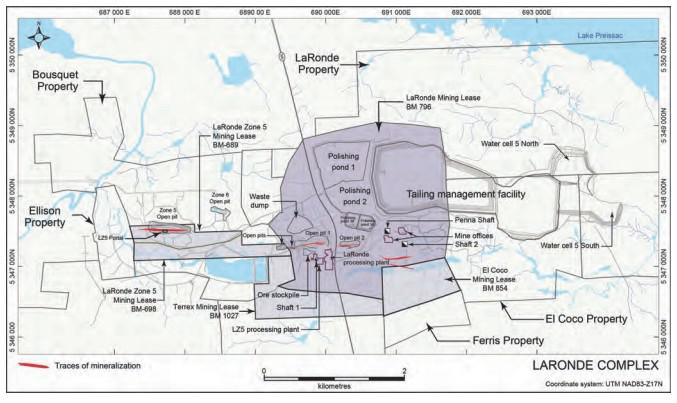 687 000 E
688 000 E
6889 00 E
690 000 E
691 000 E
692 000 E
693 000 E
Lake Preissac
5 350 000N
5 350 000N
LaRonde
Property
Bousquet
Property
LaRonde Mining Lease
BM 796
5 349 000N
5 349 000N
LaRonde Zone 5
Mining Lease
BM-689
Water cell 5 North
Polishing
pond 1
Polishing
pond 2
Tailing management facility
Zone 5
Open pit
Zone 6
Open pit
Waste
dump
5 348 000N
5 348 000N
Ellison
Property
Penna Shaft
LZ5 Portal
Open pits
Open pit 1
Open pit 2
Mine offices
Shaft 2
Water cell 5 South
LaRonde
processing plant
5 347 000N
5 347 000N
El Coco
Mining Lease
BM 854
LaRonde Zone 5
Mining Lease
BM-698
Terrex Mining Lease
BM 1027
Ore stockpile
Shaft 1
LZ5 processing plant
El Coco Property
Ferris Property
5 346 000
5 346 000N
Traces of mineralization
LARONDE COMPLEX
0
2
kilometres
Coordinate system: UTM NAD83-Z17N